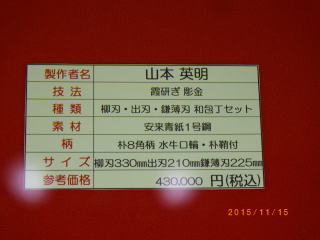 製作者名 山本 英明
技法 霞研ぎ 彫金
種類 柳刃・出刃・鎌薄刃 和包丁セット
素材 安来青紙1号鋼
柄 朴8角柄 水牛口輪・朴鞘付
サイズ 柳刃330mm出刃210mm鎌薄刃225mm
参考価格 430,000 円(税込)
2015/11/15